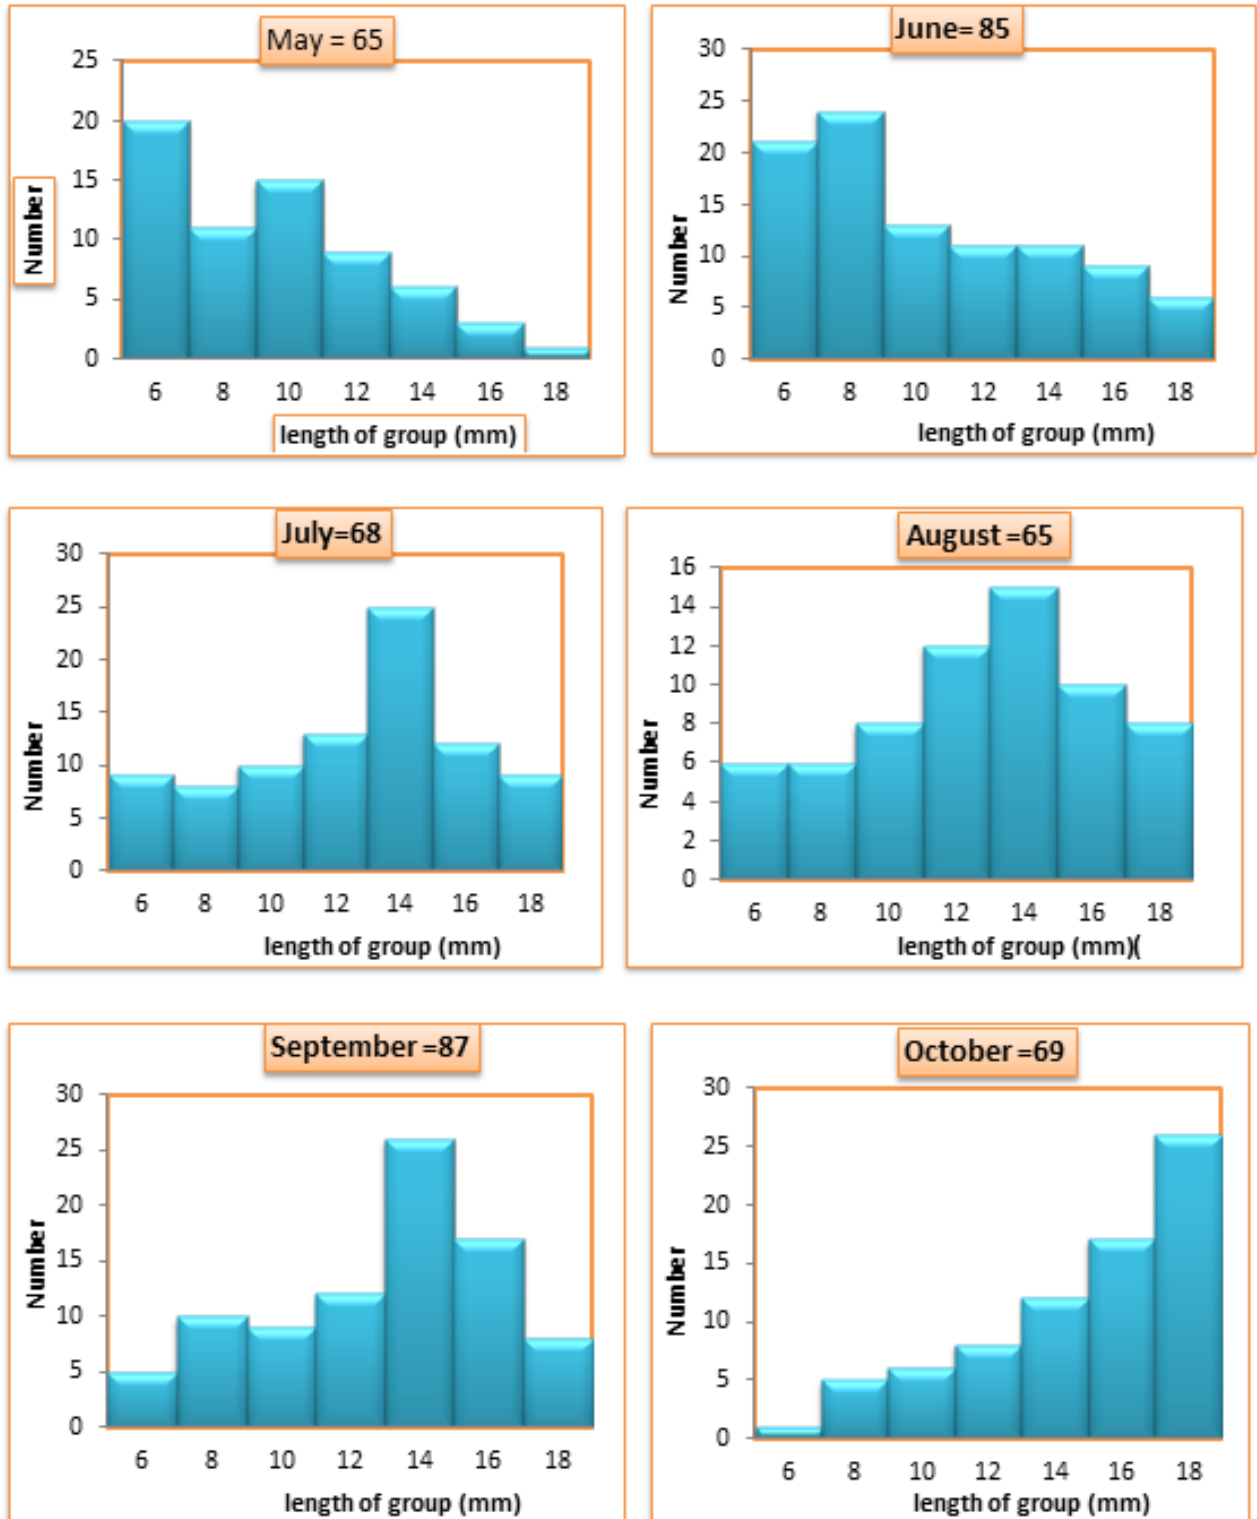 May = 65
25
20
15
10
5
0
Number
6 8 10 12 14 16 18
length of group (mm)
June= 85
30
25
20
15
10
5
0
Number
6 8 10 12 14 16 18
length of group (mm)
July=68
30
25
20
15
10
5
0
Number
6 8 10 12 14 16 18
length of group (mm)
August =65
16
14
12
10
8
6
4
2
0
Number
6 8 10 12 14 16 18
length of group (mm)(
September =87
30
25
20
15
10
5
0
Number
6 8 10 12 14 16 18
length of group (mm)
October =69
30
25
20
15
10
5
0
Number
6 8 10 12 14 16 18
length of group (mm)